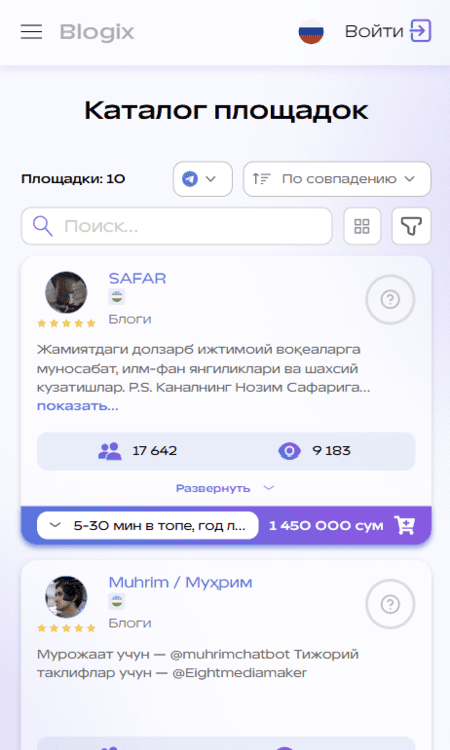 Blogix
Войти
Каталог площадок
Площадки: 10
По совпадению
Поиск...
SAFAR
Блоги
Жамиятдаги долзарб ижтимоий воқеаларга
муносабат, илм-фан янгиликлари ва шахсий
кузатишлар. P.S. Каналнинг Нозим Сафарига...
показать...
17 642
9 183
Развернуть
5-30 мин в топе, год л...
1 450 000 сум
Muhrim / Муҳрим
Блоги
Мурожаат учун — @muhrimchatbot Тижорий
таклифлар учун — @Eightmediamaker